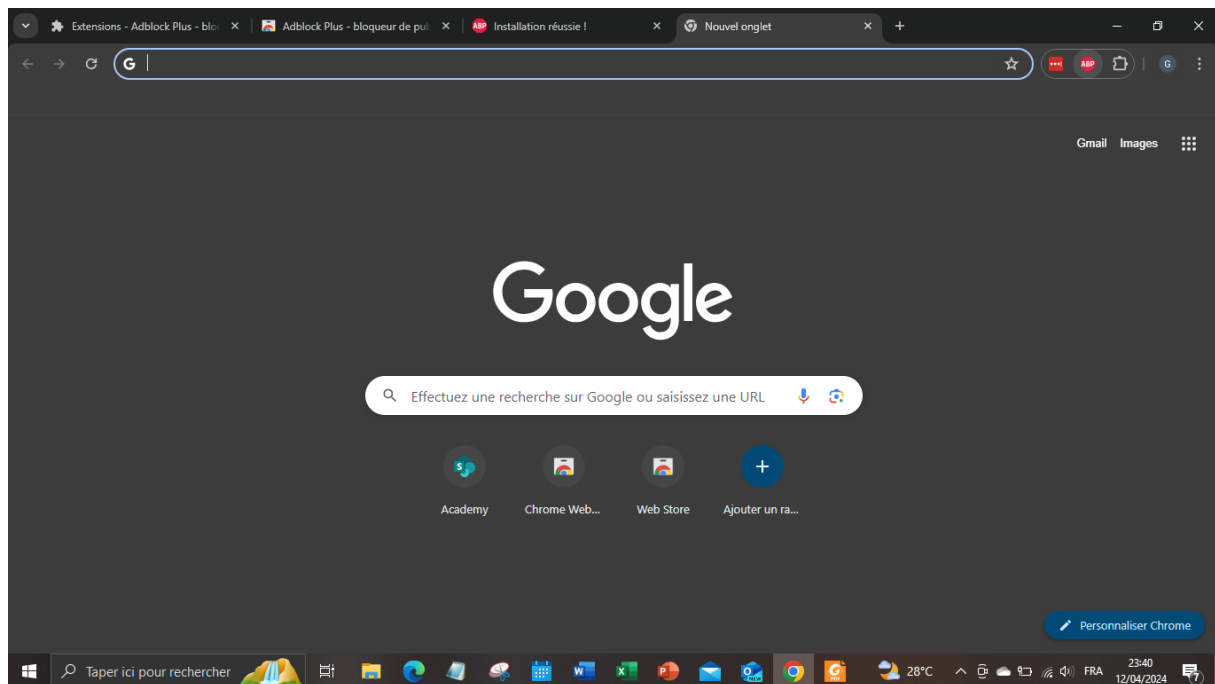 Extensions - Adblock Plus - blo
Adblock Plus - bloqueur de pu
ABP Installation réussie !
Nouvel onglet
G
ABP
G
Gmail Images
Google
Effectuez une recherche sur Google ou saisissez une URL
S
Academy Chrome Web... Web Store Ajouter un ra...
Personnaliser Chrome
Taper ici pour rechercher
28°C
FRA
23:40
12/04/2024
7